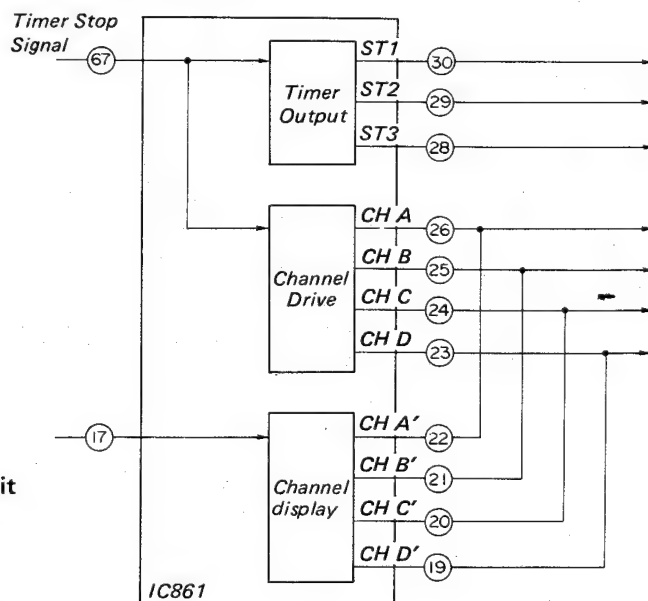 Timer Stop
Signal
67
ST1
30
Timer
Output
ST2
29
ST3
28
CH A
26
CH B
25
Channel
Drive
CH C
24
CH D
23
17
CH A'
22
CH B'
21
it
Channel
display
CH C'
20
CH D'
19
IC861